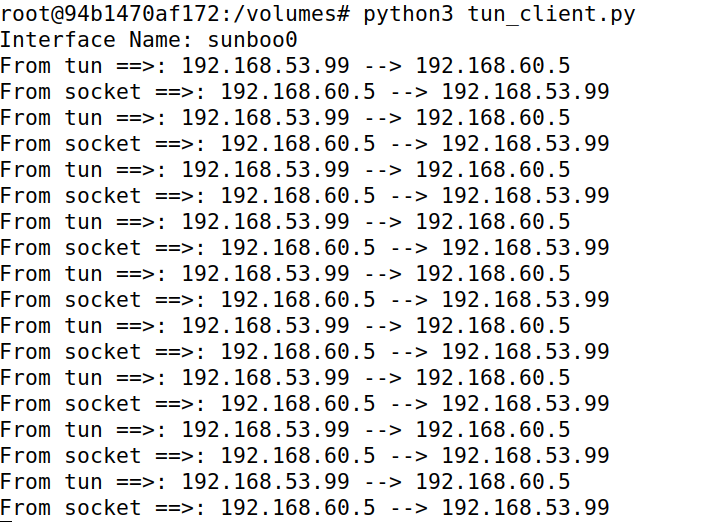 root@94b1470af172:/volumes# python3 tun_client.py
Interface Name: sunboo0
From tun ==>: 192.168.53.99 --> 192.168.60.5
From socket ==>: 192.168.60.5 --> 192.168.53.99
From tun ==>: 192.168.53.99 --> 192.168.60.5
From socket ==>: 192.168.60.5 --> 192.168.53.99
From tun ==>: 192.168.53.99 --> 192.168.60.5
From socket ==>: 192.168.60.5 --> 192.168.53.99
From tun ==>: 192.168.53.99 --> 192.168.60.5
From socket ==>: 192.168.60.5 --> 192.168.53.99
From tun ==>: 192.168.53.99 --> 192.168.60.5
From socket ==>: 192.168.60.5 --> 192.168.53.99
From tun ==>: 192.168.53.99 --> 192.168.60.5
From socket ==>: 192.168.60.5 --> 192.168.53.99
From tun ==>: 192.168.53.99 --> 192.168.60.5
From socket ==>: 192.168.60.5 --> 192.168.53.99
From tun ==>: 192.168.53.99 --> 192.168.60.5
From socket ==>: 192.168.60.5 --> 192.168.53.99
From tun ==>: 192.168.53.99 --> 192.168.60.5
From socket ==>: 192.168.60.5 --> 192.168.53.99